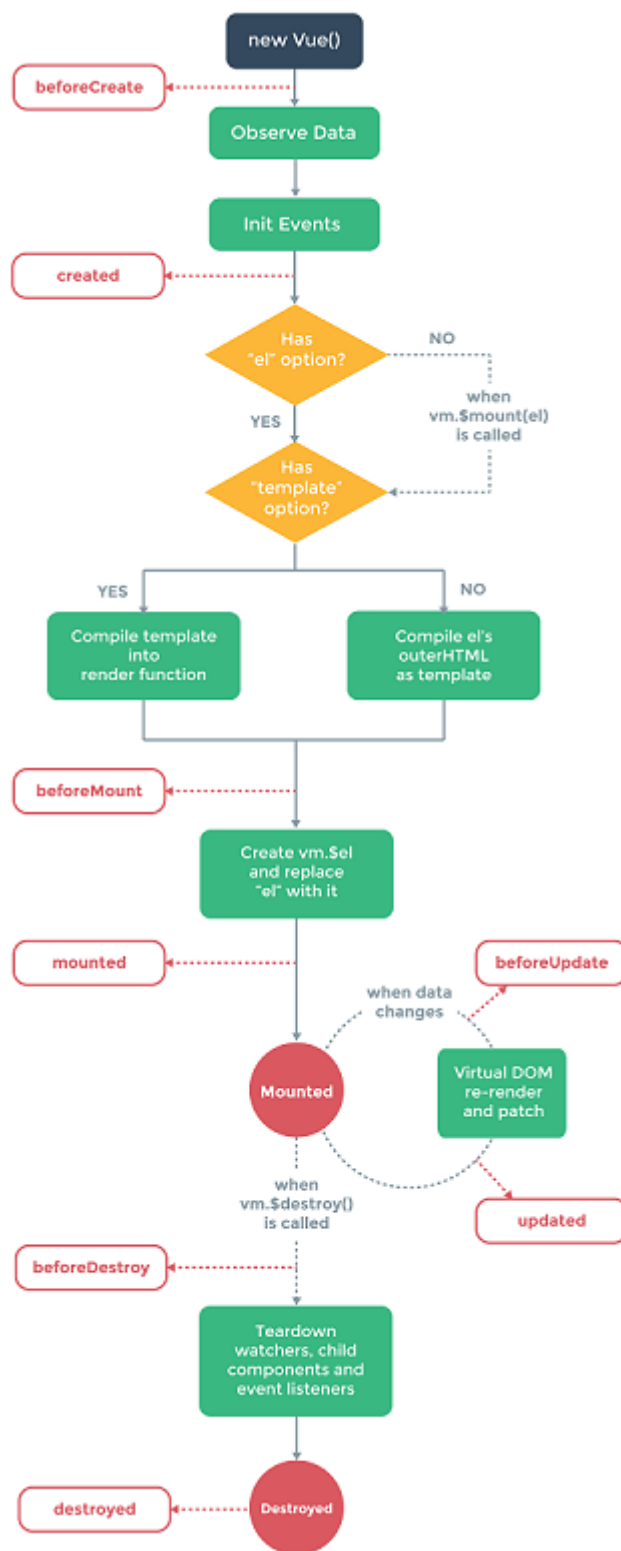 new Vue()
beforeCreate
Observe Data
Init Events
created
Has
"el" option?
NO
when
vm.$mount(el)
is called
YES
Has
"template"
option?
YES
NO
Compile template
into
render function
Compile el's
outerHTML
as template
beforeMount
Create vm.$el
and replace
"el" with it
mounted
beforeUpdate
when data
changes
Mounted
Virtual DOM
re-render
and patch
when
vm.$destroy()
is called
updated
beforeDestroy
Teardown
watchers, child
components and
event listeners
destroyed
Destroyed